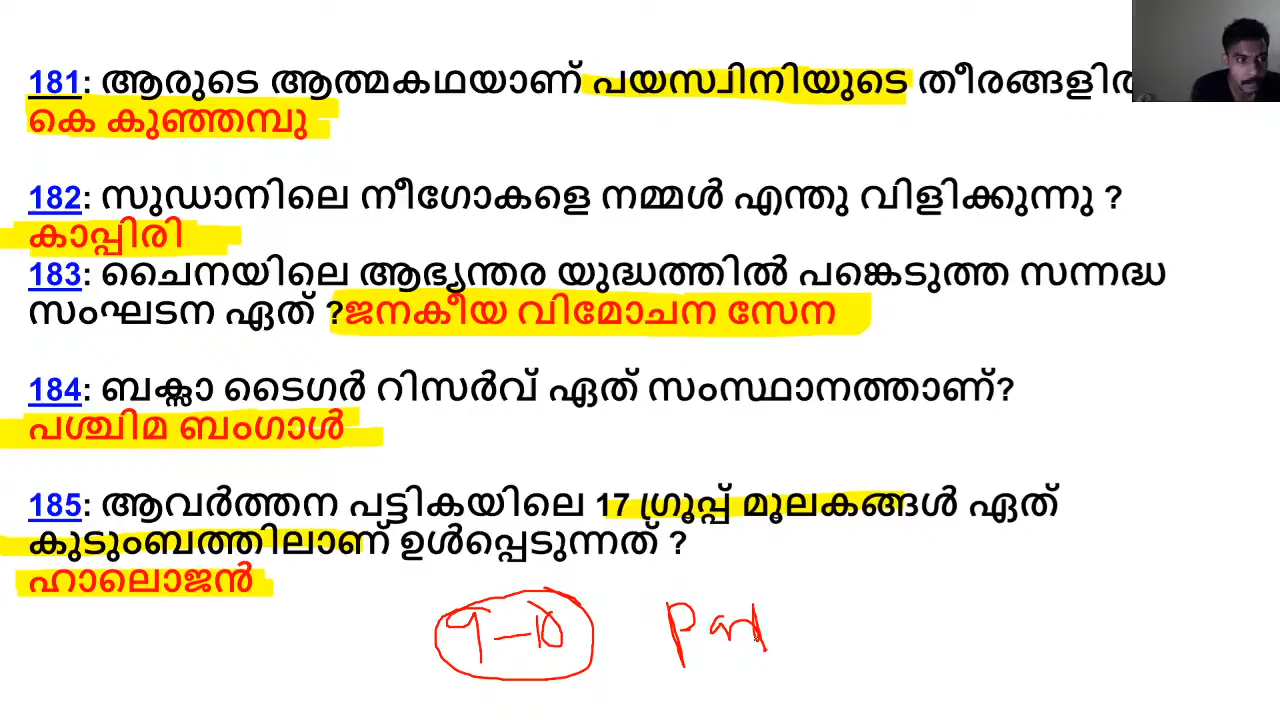 181: ആരുടെ ആത്മകഥയാണ് പയസ്വിനിയുടെ
കെ കുഞ്ഞമ്പു
182: സുഡാനിലെ നീഗോകളെ നമ്മൾ എന്തു വിളിക്കുന്നു ?
കാപ്പിരി
183: ചൈനയിലെ ആഭ്യന്തര യുദ്ധത്തിൽ പങ്കെടുത്ത സന്നദ്ധ
സംഘടന ഏത് ?ജനകീയ വിമോചന സേന
184: ബക്സാ ടൈഗർ റിസർവ് ഏത് സംസ്ഥാനത്താണ്?
പശ്ചിമ ബംഗാൾ
185: ആവർത്തന പട്ടികയിലെ 17 ഗ്രൂപ്പ് മൂലകങ്ങൾ ഏത്
കുടുംബത്തിലാണ് ഉൾപ്പെടുന്നത് ?
ഹാലൊജൻ